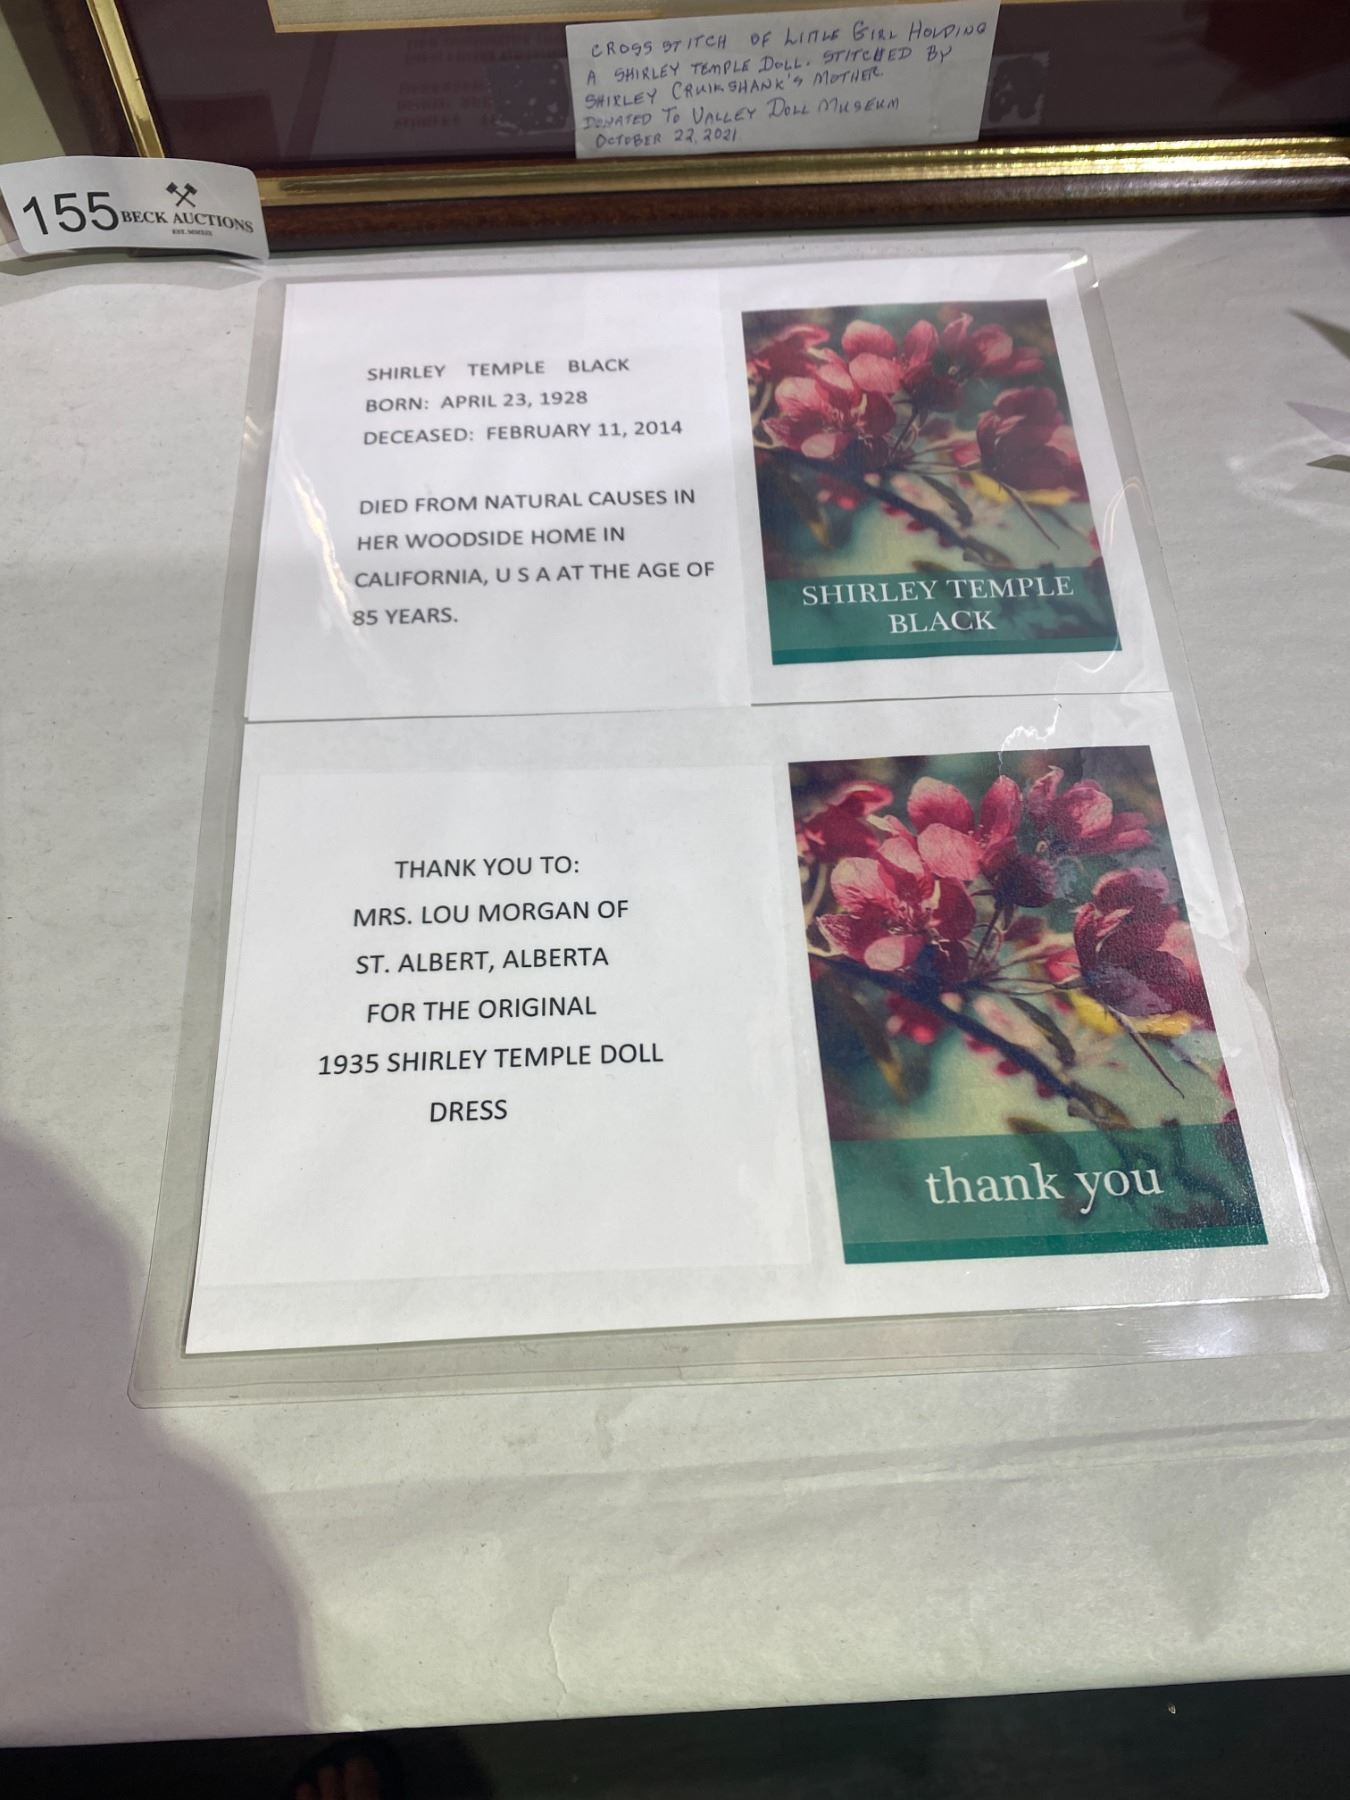 CROSS STITCH OF LITTLE GIRL HOLDING
A SHIRLEY TEMPLE DOLL. STITCHED BY
SHIRLEY CRUIKSHANK'S MOTHER.
DONATED TO VALLEY DOLL MUSEUM
OCTOBER 22, 2021
155 BECK AUCTIONS
SHIRLEY TEMPLE BLACK
BORN: APRIL 23, 1928
DECEASED: FEBRUARY 11, 2014
DIED FROM NATURAL CAUSES IN
HER WOODSIDE HOME IN
CALIFORNIA, U S A AT THE AGE OF
85 YEARS.
SHIRLEY TEMPLE
BLACK
THANK YOU TO:
MRS. LOU MORGAN OF
ST. ALBERT, ALBERTA
FOR THE ORIGINAL
1935 SHIRLEY TEMPLE DOLL
DRESS
thank you